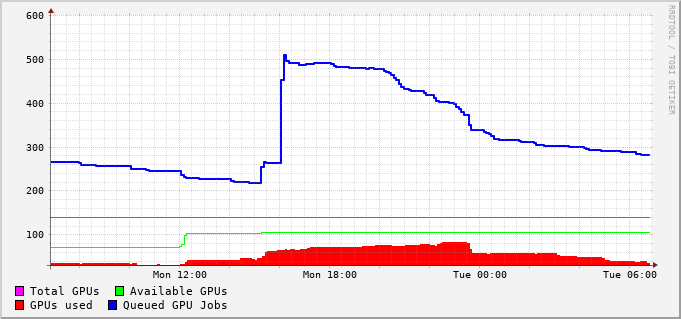 600
500
400
300
200
100
Mon 12:00 Mon 18:00 Tue 00:00 Tue 06:00
Total GPUs Available GPUs
GPUs used Queued GPU Jobs
RRDTOOL / TOBI OETIKER